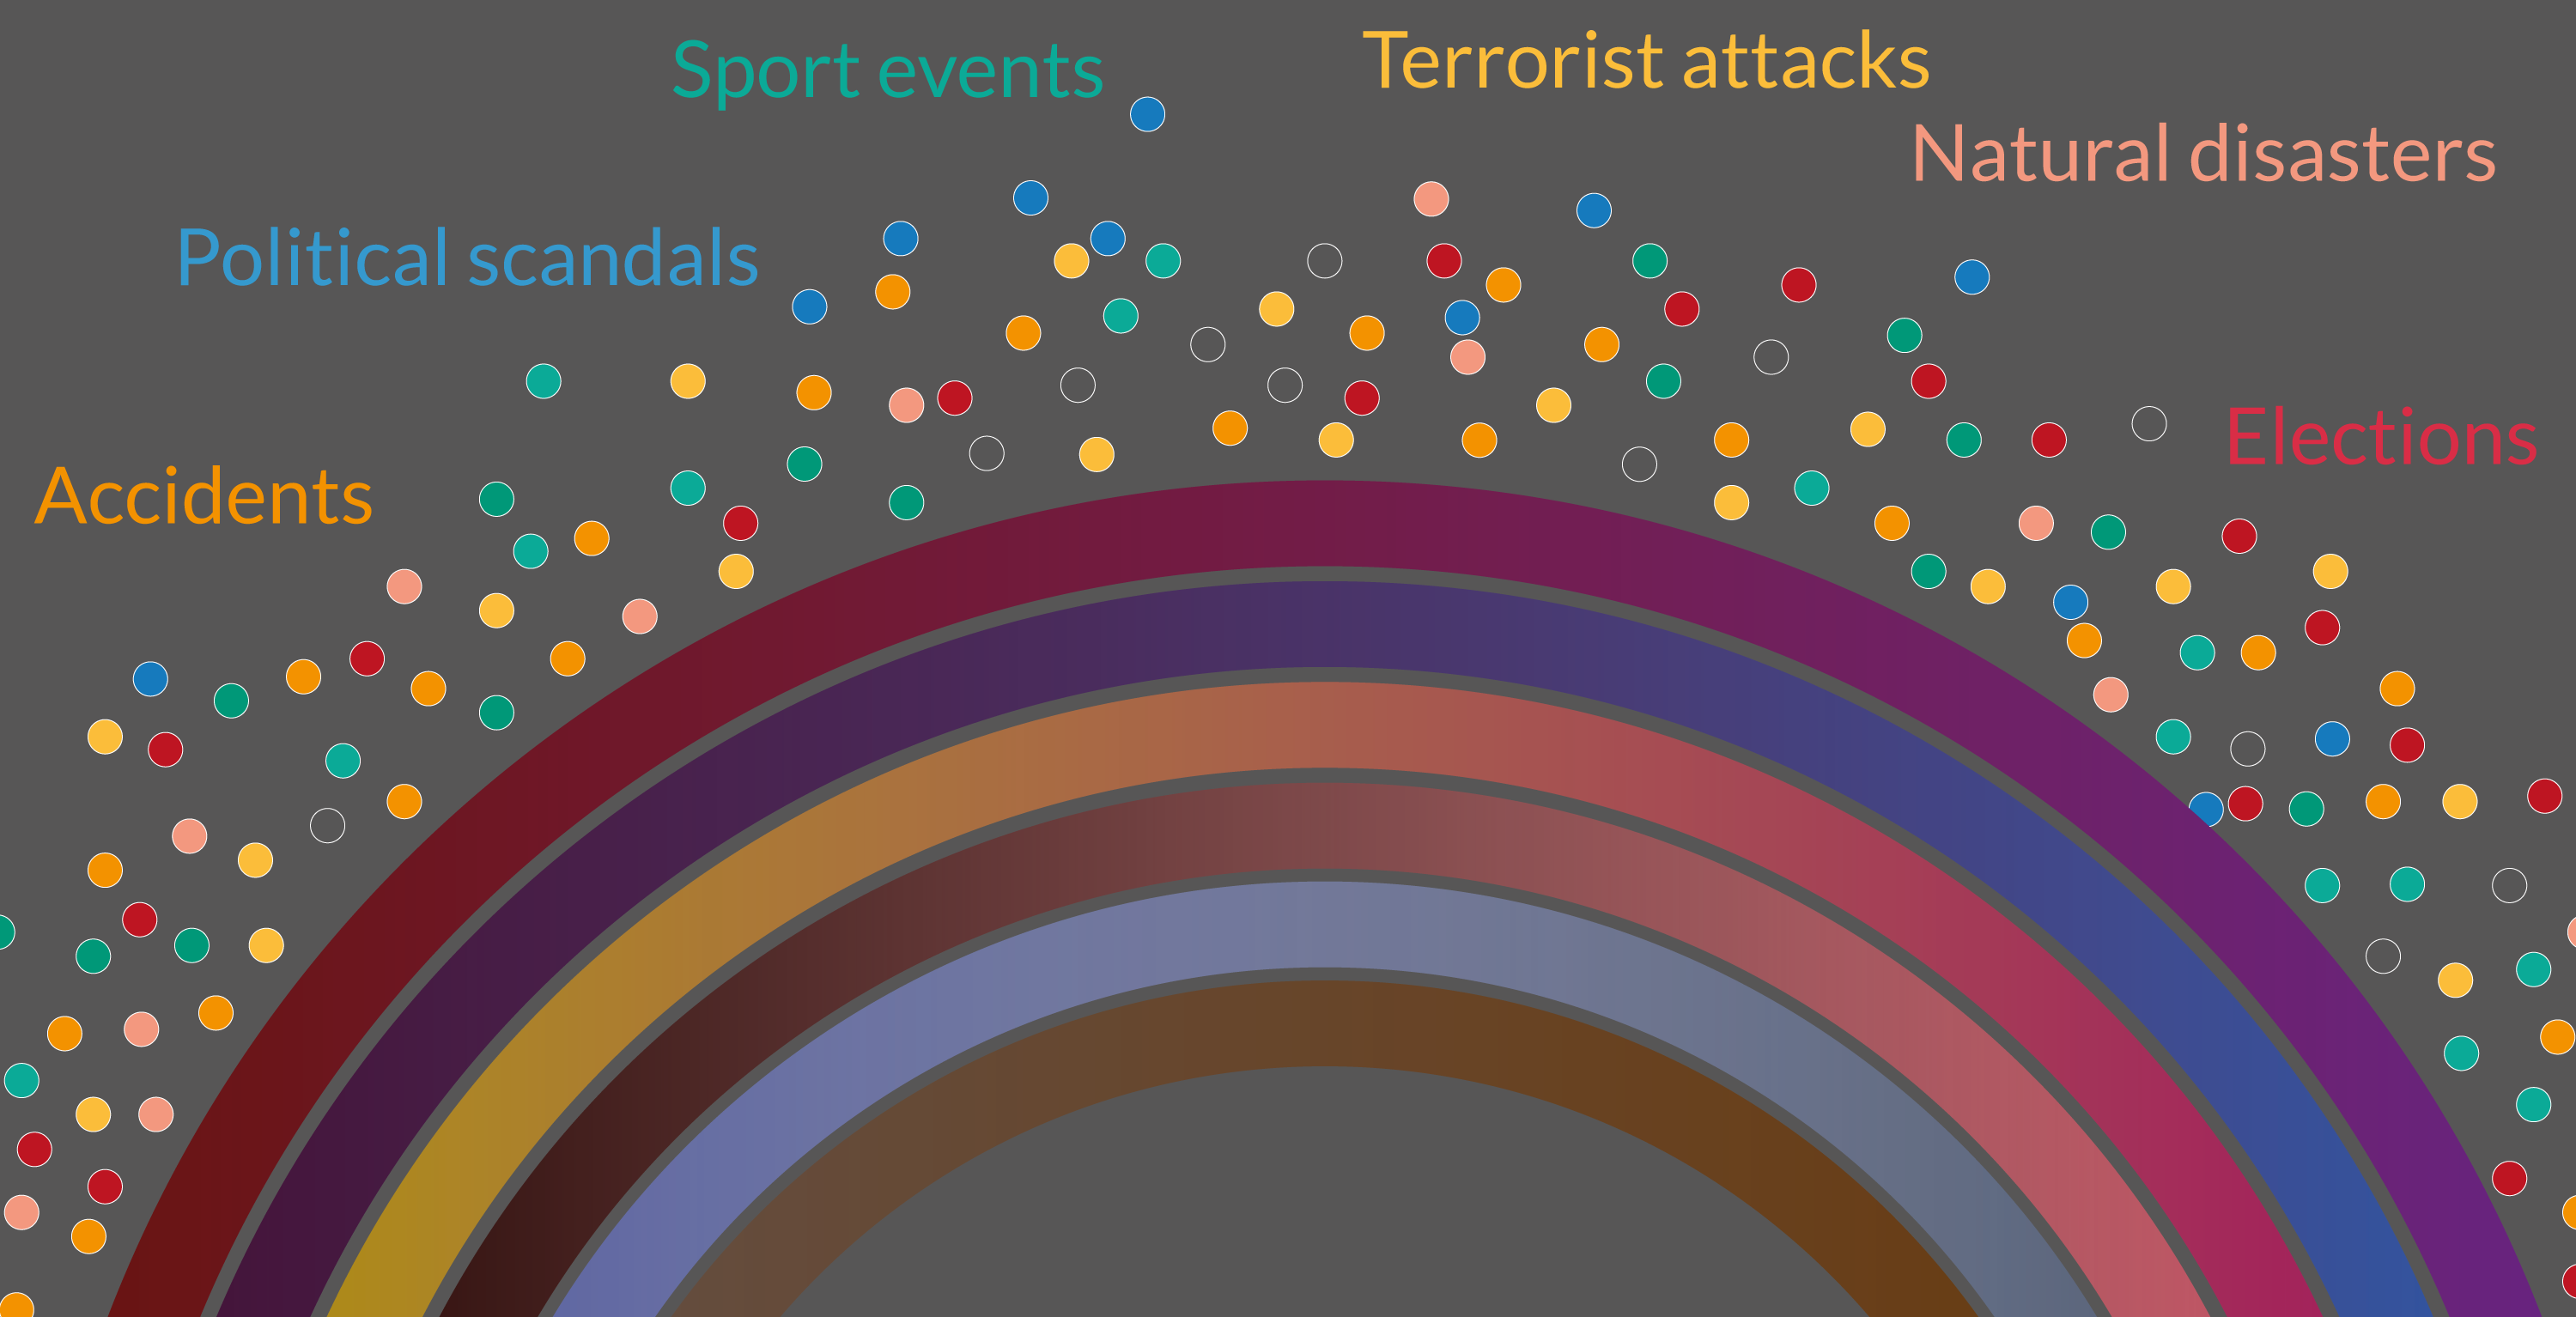 Sport events
Terrorist attacks
Natural disasters
Political scandals
Elections
Accidents